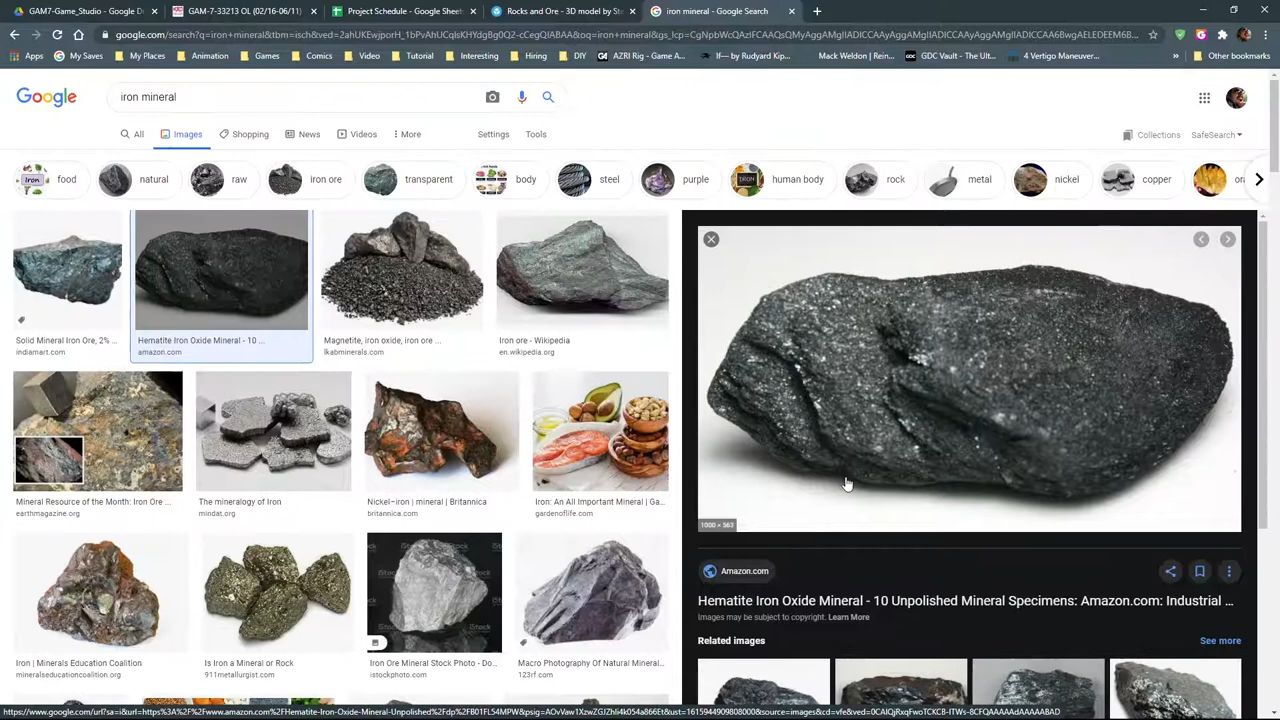 GAM7-Game_Studio - Google D
GAM7-33213 OL (02/16-06/11)
Project Schedule - Google Sheets
Rocks and Ore - 3D model by S
iron mineral - Google Search
Apps
My Saves
My Places
Animation
Games
Comics
Video
Tutorial
Interesting
Hiring
DIY
AZRI Rig - Game A...
If— by Rudyard Kip...
Mack Weldon | Rein...
GDC Vault - The Ult...
4 Vertigo Maneuver...
Other bookmarks
Google
iron mineral
All
Images
Shopping
News
Videos
More
Settings
Tools
Collections
SafeSearch
food
natural
raw
iron ore
transparent
body
steel
purple
human body
rock
metal
nickel
copper
Solid Mineral Iron Ore, 2% ...
indiamart.com
Hematite Iron Oxide Mineral - 10 ...
amazon.com
Magnetite, iron oxide, iron ore ...
lkabminerals.com
Iron ore - Wikipedia
en.wikipedia.org
1000 × 563
Mineral Resource of the Month: Iron Ore ...
earthmagazine.org
The mineralogy of Iron
mindat.org
Nickel–iron | mineral | Britannica
britannica.com
Iron: An All Important Mineral | Ga...
gardenoflife.com
Amazon.com
Hematite Iron Oxide Mineral - 10 Unpolished Mineral Specimens: Amazon.com: Industrial ...
Images may be subject to copyright. Learn More
Related images
See more
Iron | Minerals Education Coalition
mineralseducationcoalition.org
Is Iron a Mineral or Rock
911metallurgist.com
iStock
Iron Ore Mineral Stock Photo - Do...
istockphoto.com
Macro Photography Of Natural Mineral...
123rf.com